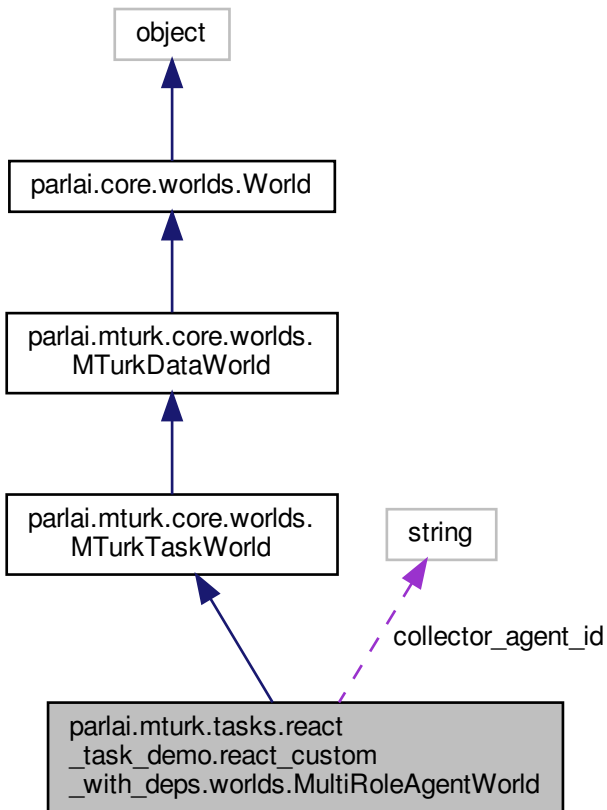 object
parlai.core.worlds.World
parlai.mturk.core.worlds.
MTurkDataWorld
parlai.mturk.core.worlds.
MTurkTaskWorld
string
collector_agent_id
parlai.mturk.tasks.react
_task_demo.react_custom
_with_deps.worlds.MultiRoleAgentWorld